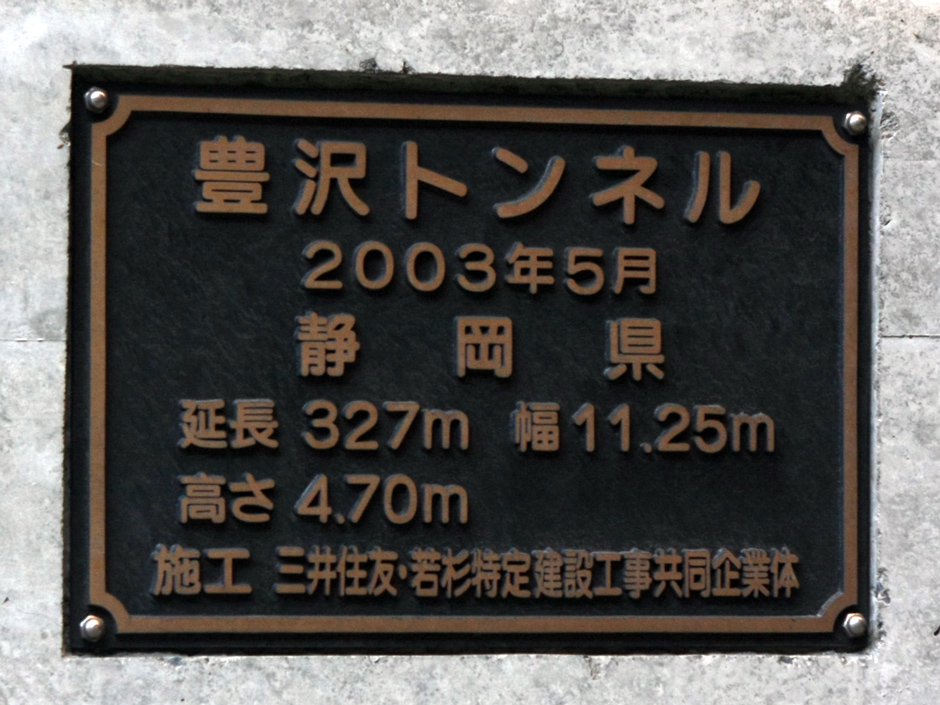 豊沢トンネル
2003年5月
静岡県
延長 327m 幅 11.25m
高さ 4.70m
施工 三井住友・若杉特定建設工事共同企業体